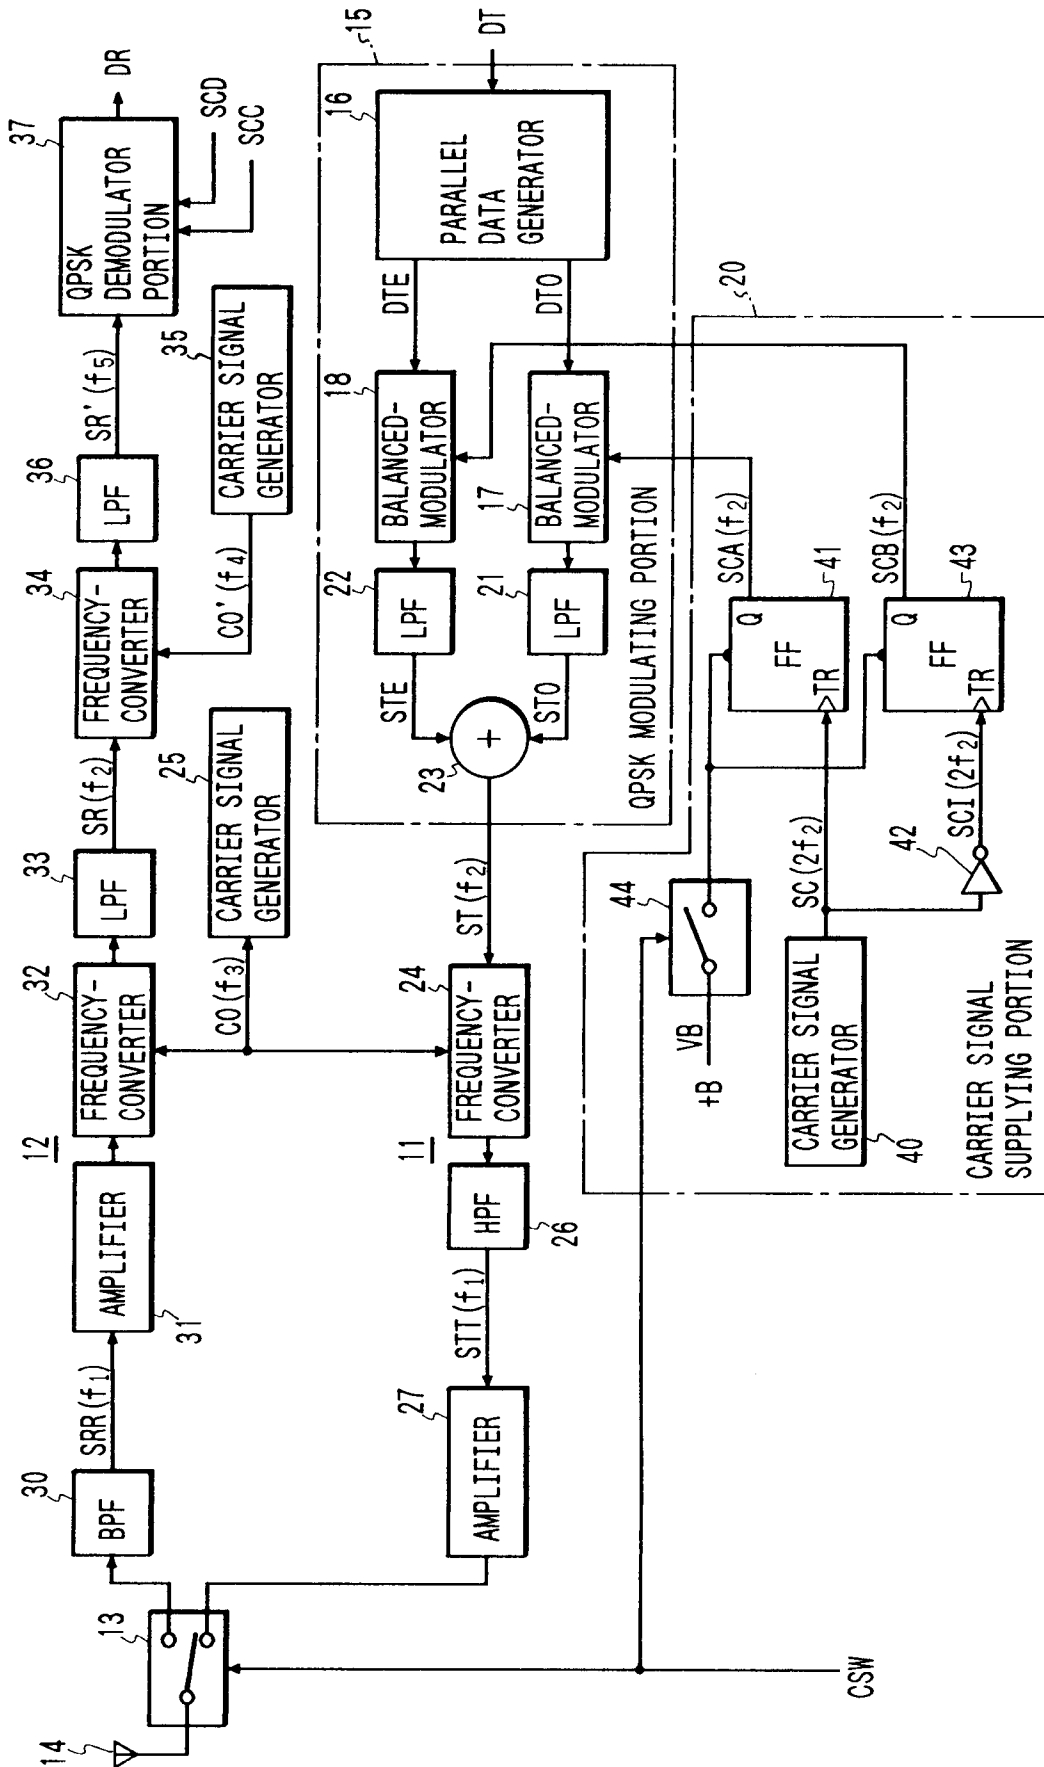 14
13
30
BPF
SRR(f1)
AMPLIFIER
31
12
32
FREQUENCY-
CONVERTER
33
LPF
SR(f2)
34
FREQUENCY-
CONVERTER
36
LPF
SR'(f5)
37
QPSK
DEMODULATOR
PORTION
DR
SCD
SCC
CO(f3)
25
CARRIER SIGNAL
GENERATOR
CO'(f4)
35
CARRIER SIGNAL
GENERATOR
27
AMPLIFIER
STT(f1)
HPF
26
11
24
FREQUENCY-
CONVERTER
ST(f2)
23
+
STE
STO
22
LPF
21
LPF
18
BALANCED-
MODULATOR
17
BALANCED-
MODULATOR
DTE
DTO
16
PARALLEL
DATA
GENERATOR
15
DT
QPSK MODULATING PORTION
20
CSW
44
VB
+B
CARRIER SIGNAL
GENERATOR
40
SC(2f2)
42
SCI(2f2)
Q
FF
TR
41
SCA(f2)
Q
FF
TR
43
SCB(f2)
CARRIER SIGNAL
SUPPLYING PORTION